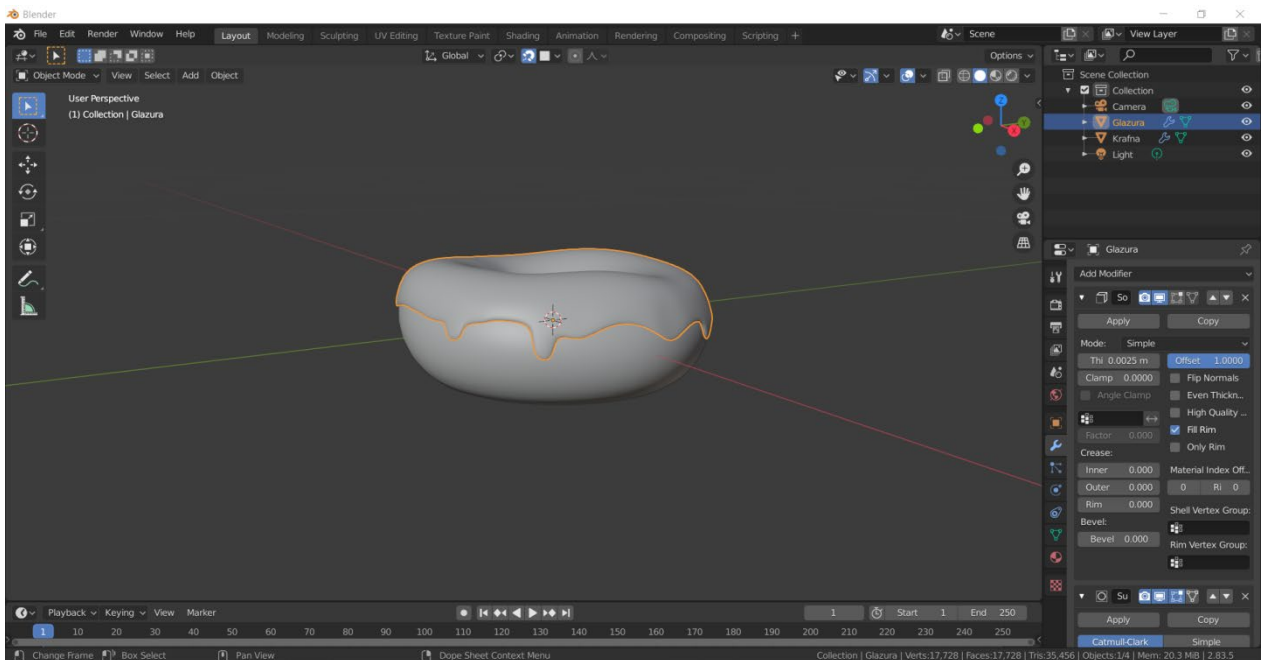 Blender
File Edit Render Window Help Layout Modeling Sculpting UV Editing Texture Paint Shading Animation Rendering Compositing Scripting + Scene View Layer
Global Options
Object Mode View Select Add Object
User Perspective
(1) Collection | Glazura
Z
Y
X
Scene Collection
Collection
Camera
Glazura
Krafna
Light
Glazura
Add Modifier
So
Apply Copy
Mode: Simple
Thi 0.0025 m Offset 1.0000
Clamp 0.0000 Flip Normals
Angle Clamp Even Thickn...
High Quality ...
Factor 0.000 Fill Rim
Crease: Only Rim
Inner 0.000 Material Index Off...
Outer 0.000 0 Ri 0
Rim 0.000 Shell Vertex Group:
Bevel:
Bevel 0.000 Rim Vertex Group:
Su
Apply Copy
Catmull-Clark Simple
Playback Keying View Marker 1 Start 1 End 250
1 10 20 30 40 50 60 70 80 90 100 110 120 130 140 150 160 170 180 190 200 210 220 230 240 250
Change Frame Box Select Pan View Dope Sheet Context Menu Collection | Glazura | Verts:17,728 | Faces:17,728 | Tris:35,456 | Objects:1/4 | Mem: 20.3 MiB | 2.83.5